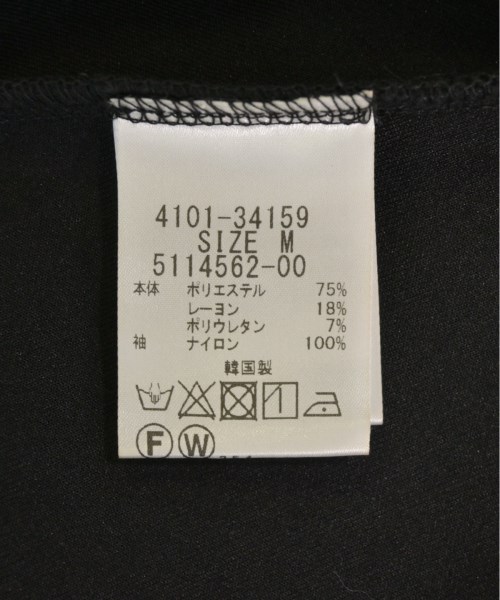 4101-34159
SIZE M
5114562-00
本体 ポリエステル 75%
レーヨン 18%
ポリウレタン 7%
袖 ナイロン 100%
韓国製
F W